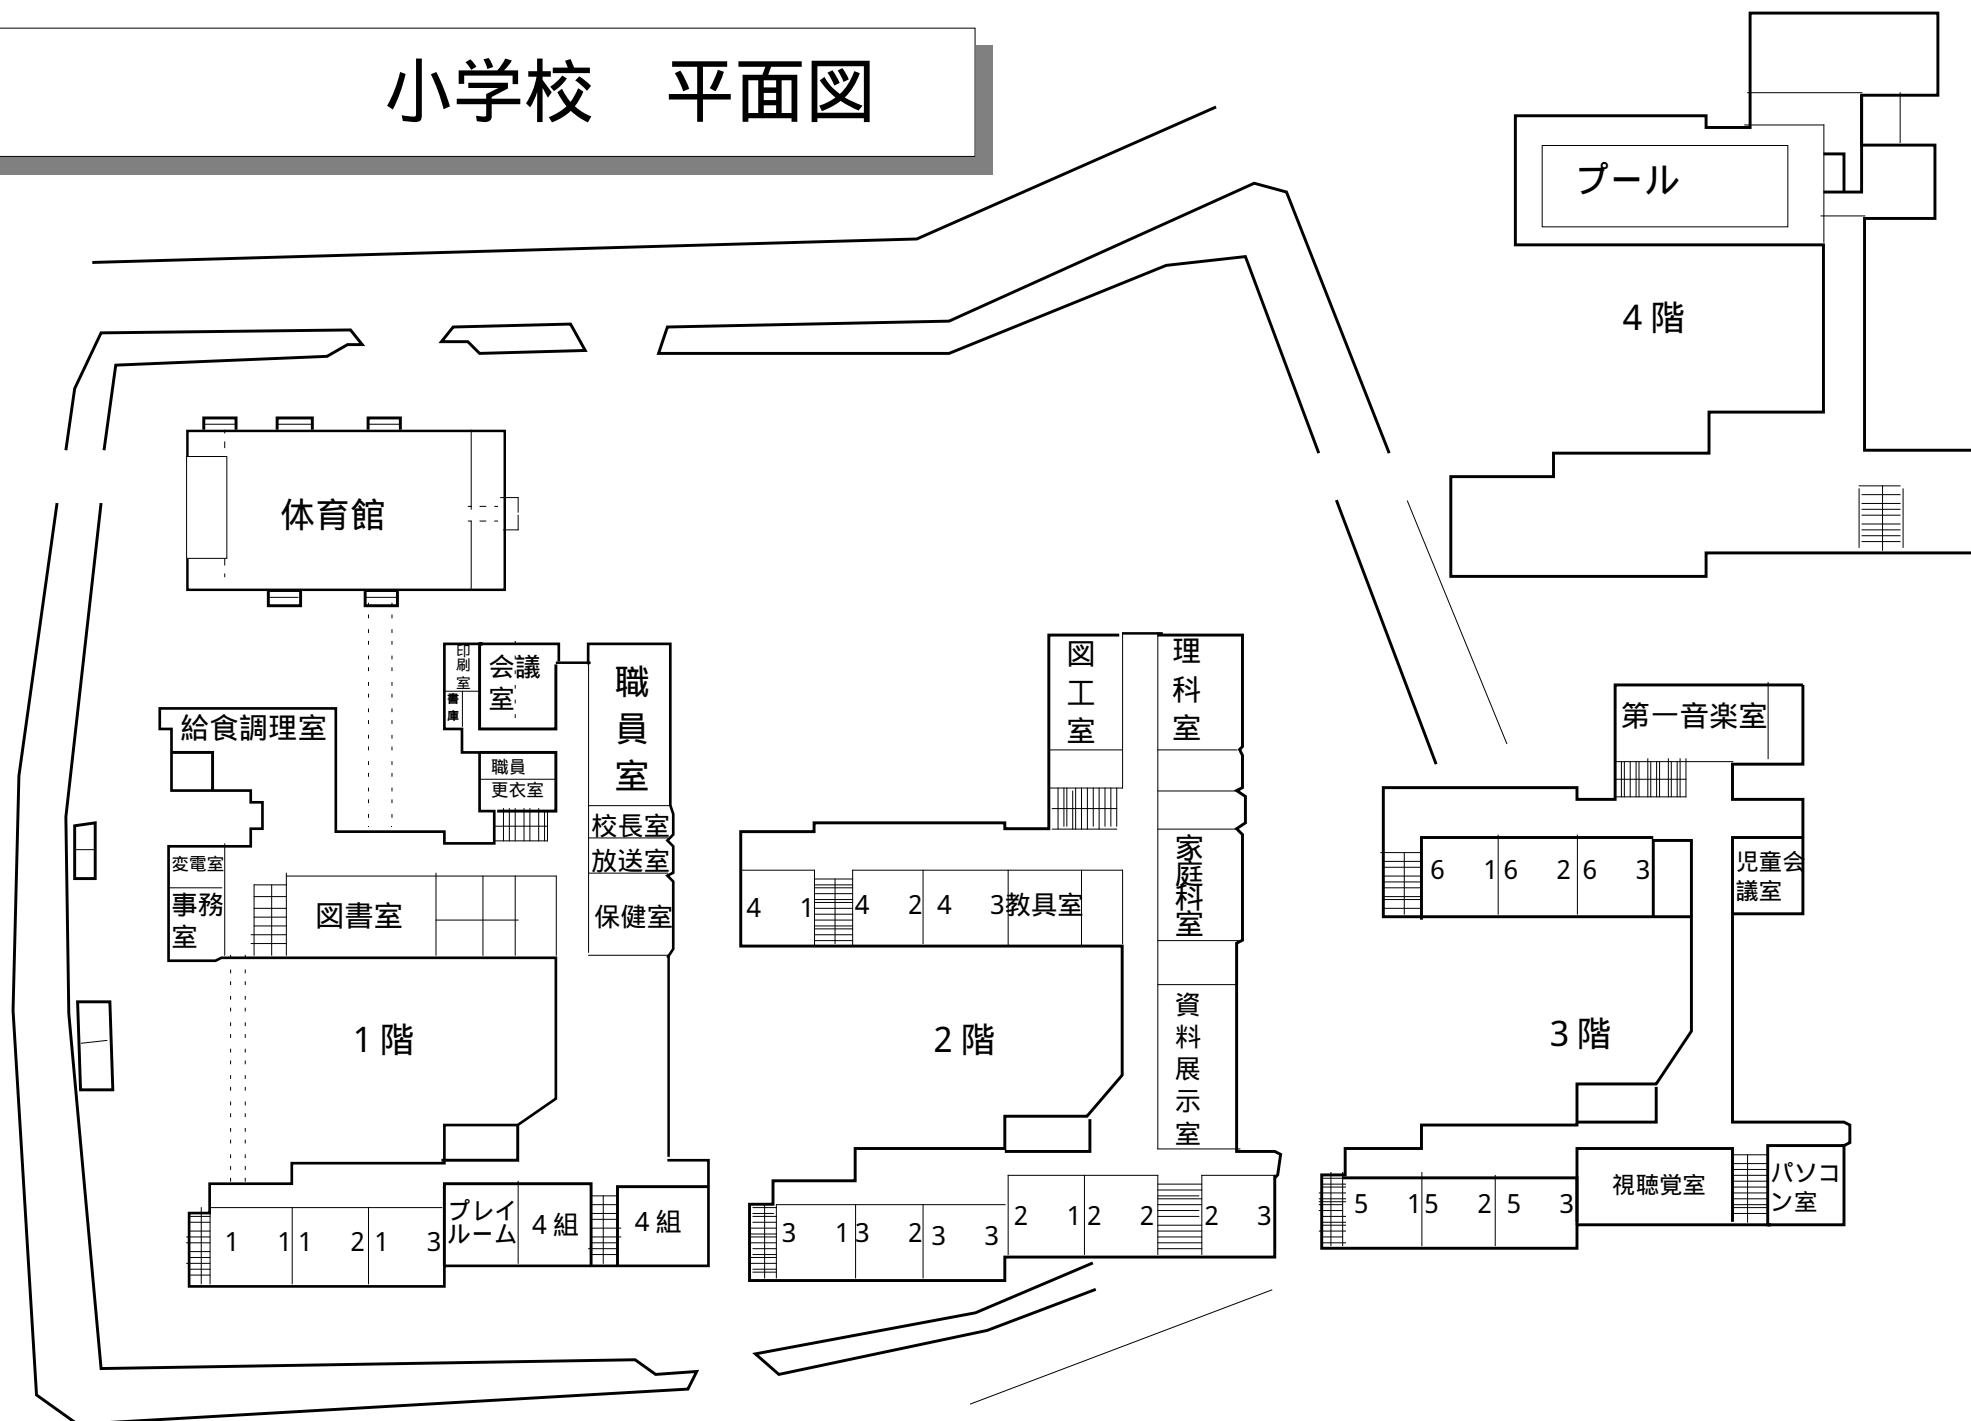 小学校　平面図
プール
4階
体育館
印刷室
書庫
会議
室
職員室
給食調理室
職員
更衣室
校長室
放送室
保健室
変電室
事務
室
図書室
1階
プレイ
ルーム
4組
4組
1 1
1 2
1 3
図工室
理科室
家庭科室
4 1
4 2
4 3
教具室
2階
資料展示室
3 1
3 2
3 3
2 1
2 2
2 3
第一音楽室
6 1
6 2
6 3
児童会
議室
3階
5 1
5 2
5 3
視聴覚室
パソコ
ン室